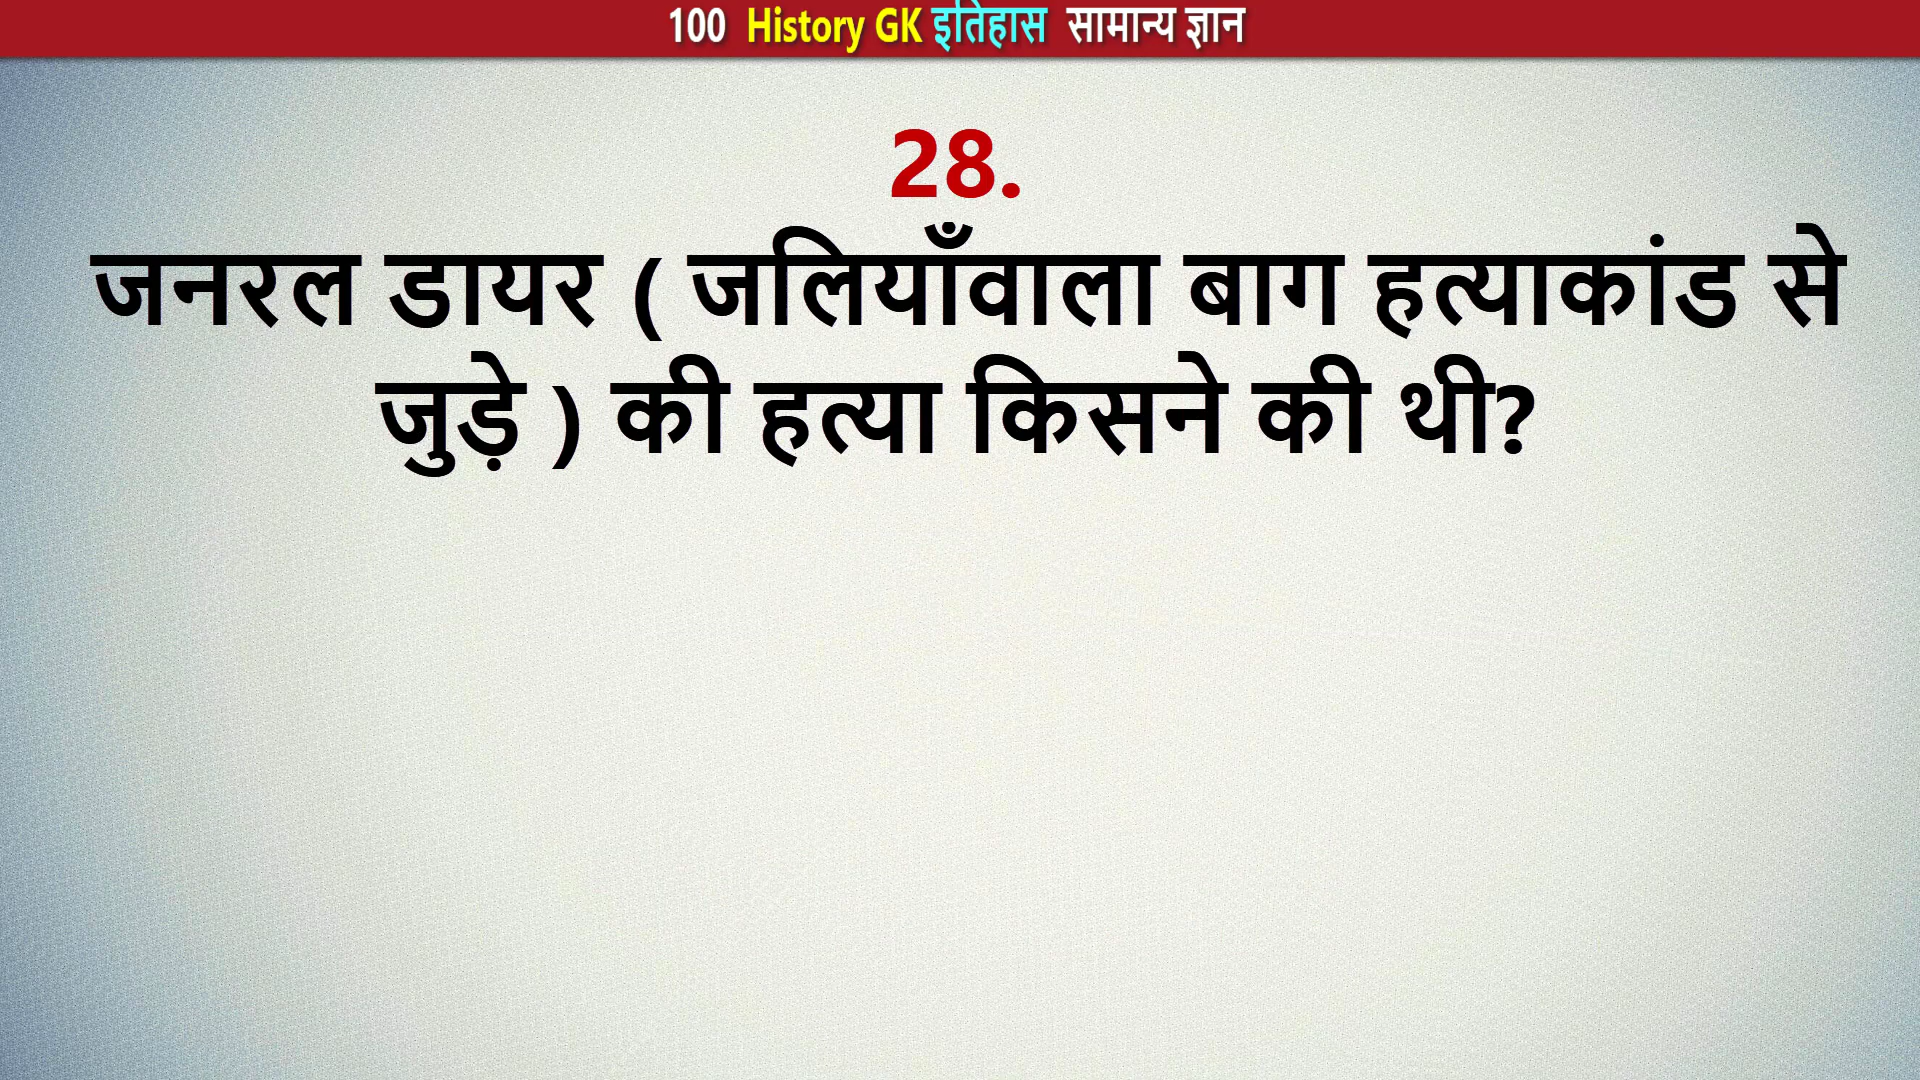 100 History GK इतिहास सामान्य ज्ञान
28.
जनरल डायर ( जलियाँवाला बाग हत्याकांड से
जुड़े ) की हत्या किसने की थी?